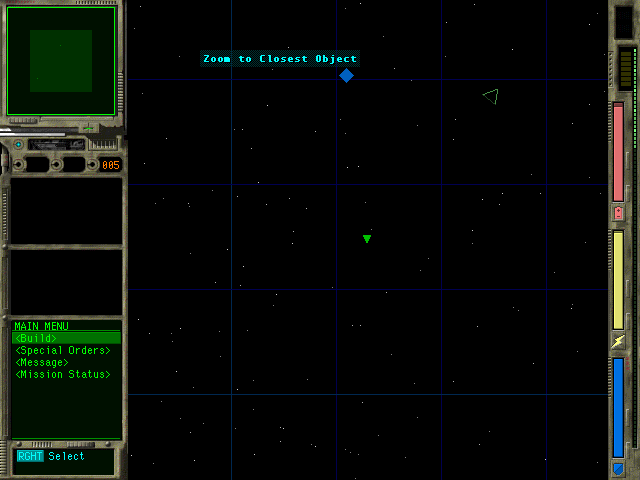 Zoom to Closest Object
005
MAIN MENU
<Build>
<Special Orders>
<Message>
<Mission Status>
RGHT Select